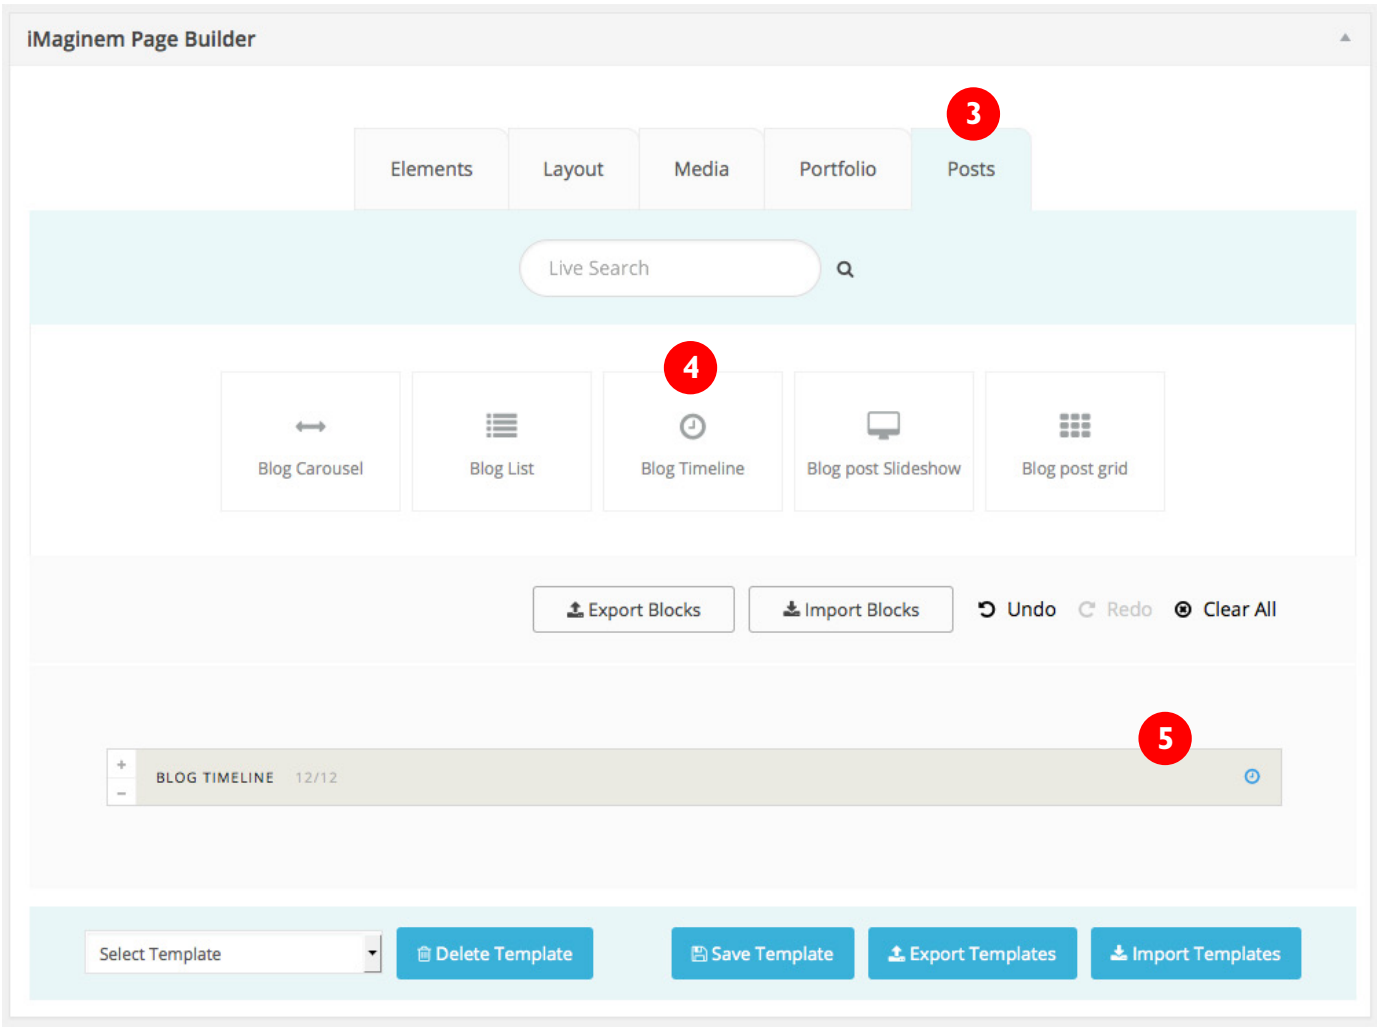 iMaginem Page Builder
3
Elements Layout Media Portfolio Posts
Live Search
4
Blog Carousel Blog List Blog Timeline Blog post Slideshow Blog post grid
Export Blocks Import Blocks Undo Redo Clear All
5
+
BLOG TIMELINE 12/12
−
Select Template Delete Template Save Template Export Templates Import Templates